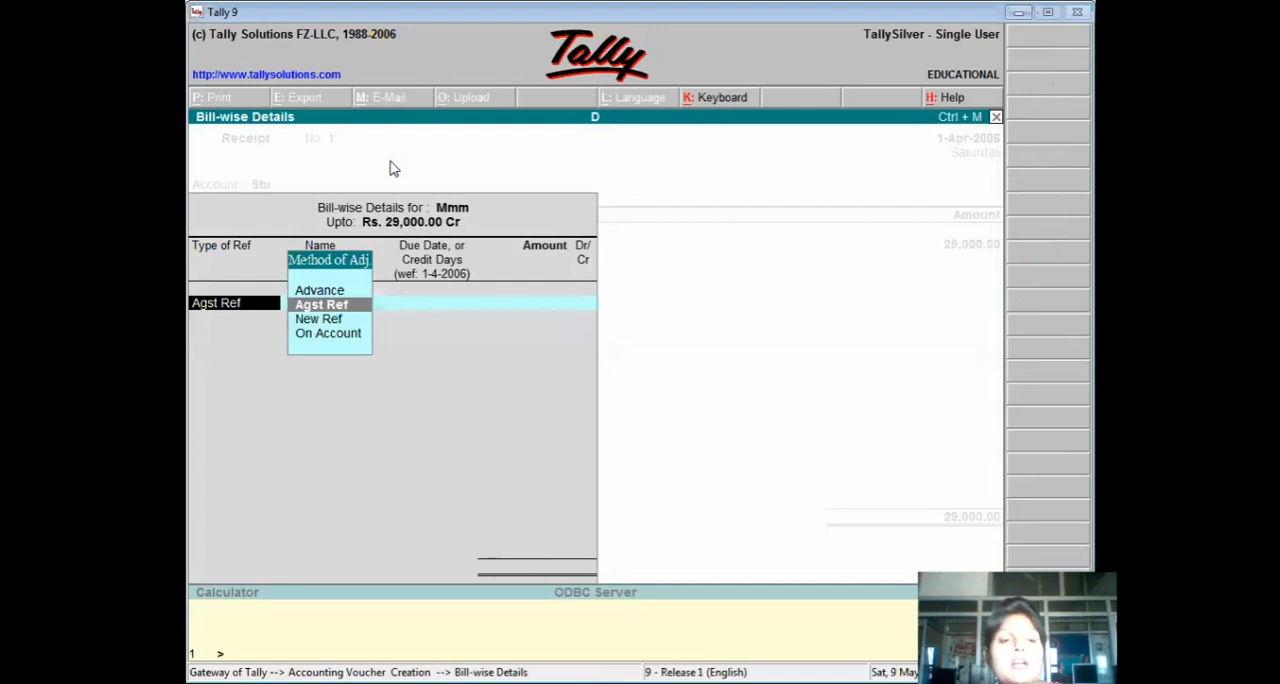 Tally 9
(c) Tally Solutions FZ-LLC, 1988-2006
Tally
TallySilver - Single User
http://www.tallysolutions.com
EDUCATIONAL
P: Print E: Export M: E-Mail O: Upload L: Language K: Keyboard H: Help
Bill-wise Details D Ctrl + M
Receipt No. 1 1-Apr-2006
Saturday
Account : Sbi
Bill-wise Details for : Mmm
Upto: Rs. 29,000.00 Cr
Amount
Type of Ref Name Due Date, or Amount Dr/
29,000.00
Method of Adj. Credit Days Cr
(wef: 1-4-2006)
Advance
Agst Ref Agst Ref
New Ref
On Account
29,000.00
Calculator ODBC Server
1 >
Gateway of Tally --> Accounting Voucher Creation --> Bill-wise Details 9 - Release 1 (English) Sat, 9 May